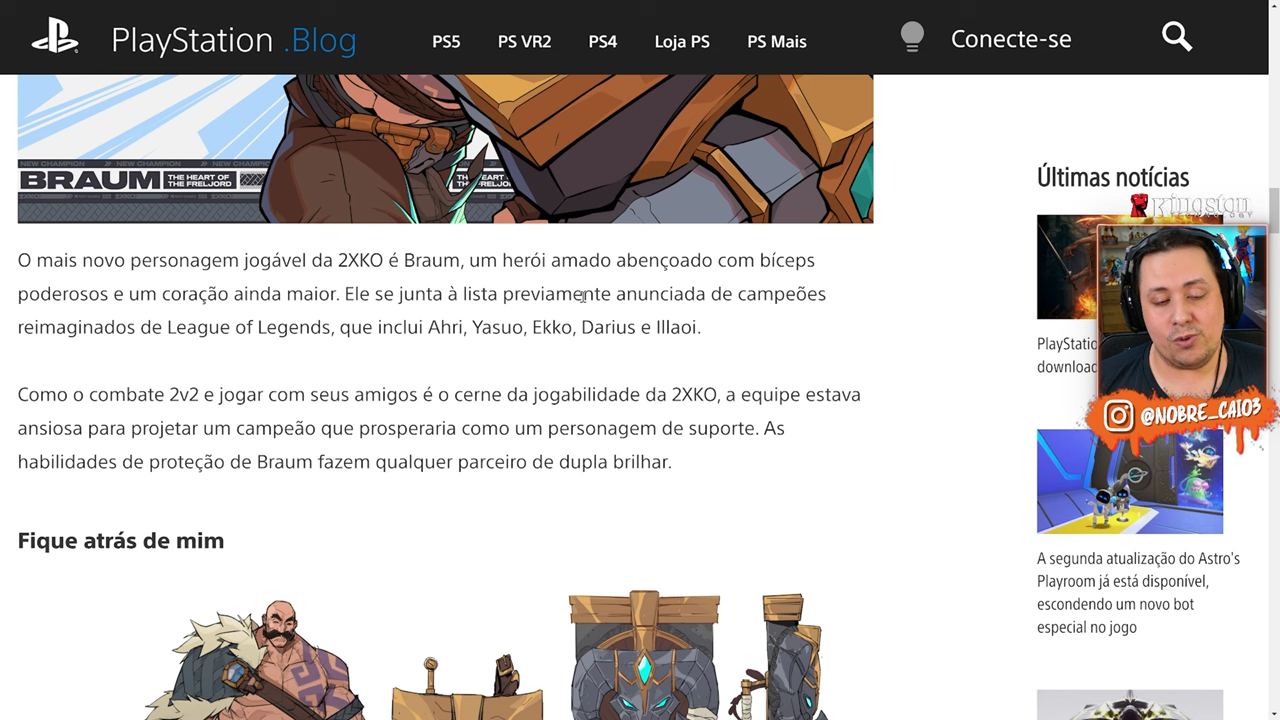 PlayStation .Blog
PS5
PS VR2
PS4
Loja PS
PS Mais
Conecte-se
NEW CHAMPION
NEW CHAMPION
NEW CHAMPION
BRAUM THE HEART OF
THE FRELJORD
O mais novo personagem jogável da 2XKO é Braum, um herói amado abençoado com bíceps
poderosos e um coração ainda maior. Ele se junta à lista previamente anunciada de campeões
reimaginados de League of Legends, que inclui Ahri, Yasuo, Ekko, Darius e Illaoi.
Como o combate 2v2 e jogar com seus amigos é o cerne da jogabilidade da 2XKO, a equipe estava
ansiosa para projetar um campeão que prosperaria como um personagem de suporte. As
habilidades de proteção de Braum fazem qualquer parceiro de dupla brilhar.
Fique atrás de mim
Últimas notícias
Kingston
TECHNOLOGY
@NOBRE_CAIO3
A segunda atualização do Astro's
Playroom já está disponível,
escondendo um novo bot
especial no jogo